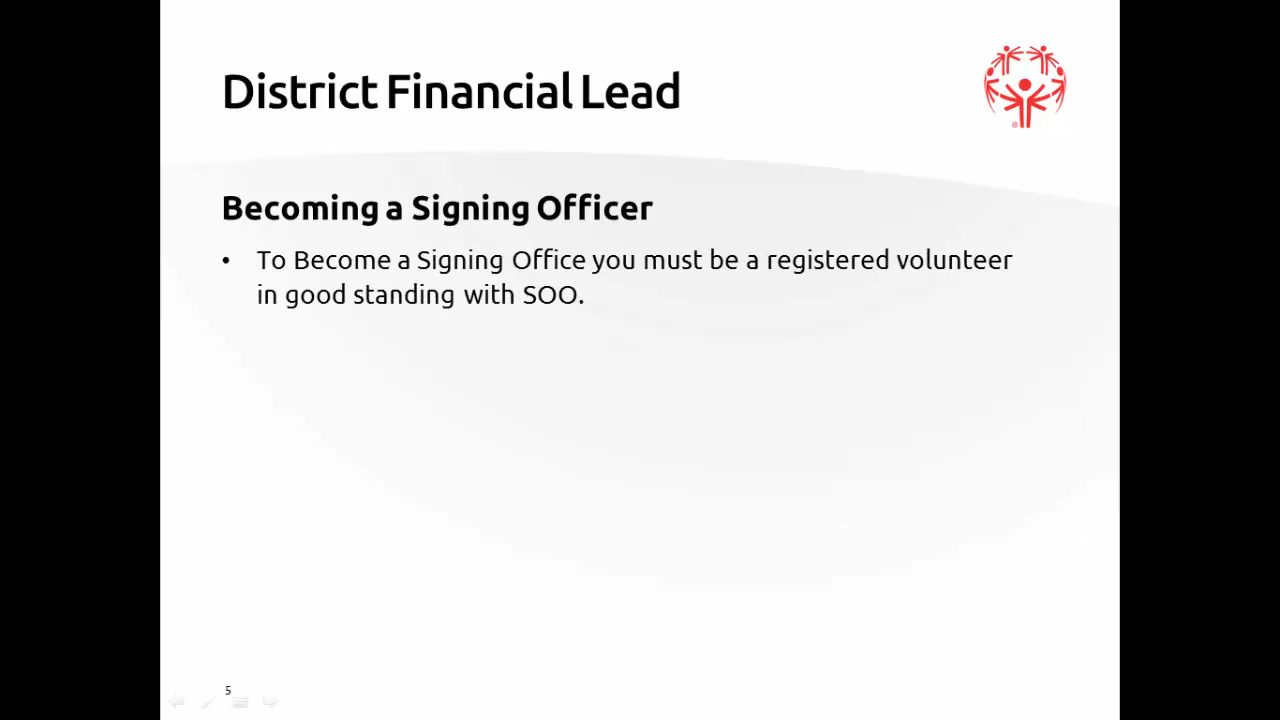 District Financial Lead
Becoming a Signing Officer
• To Become a Signing Office you must be a registered volunteer
in good standing with SOO.
5